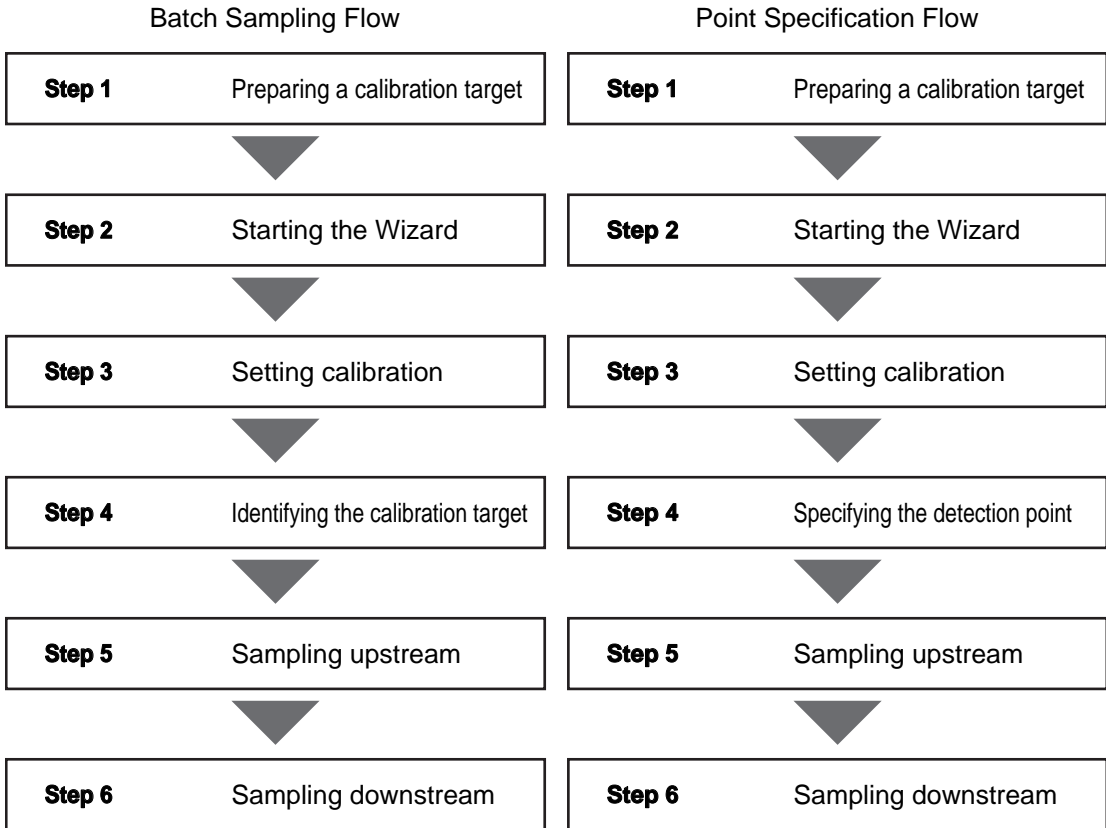 Batch Sampling Flow
Step 1 Preparing a calibration target
Step 2 Starting the Wizard
Step 3 Setting calibration
Step 4 Identifying the calibration target
Step 5 Sampling upstream
Step 6 Sampling downstream
Point Specification Flow
Step 1 Preparing a calibration target
Step 2 Starting the Wizard
Step 3 Setting calibration
Step 4 Specifying the detection point
Step 5 Sampling upstream
Step 6 Sampling downstream